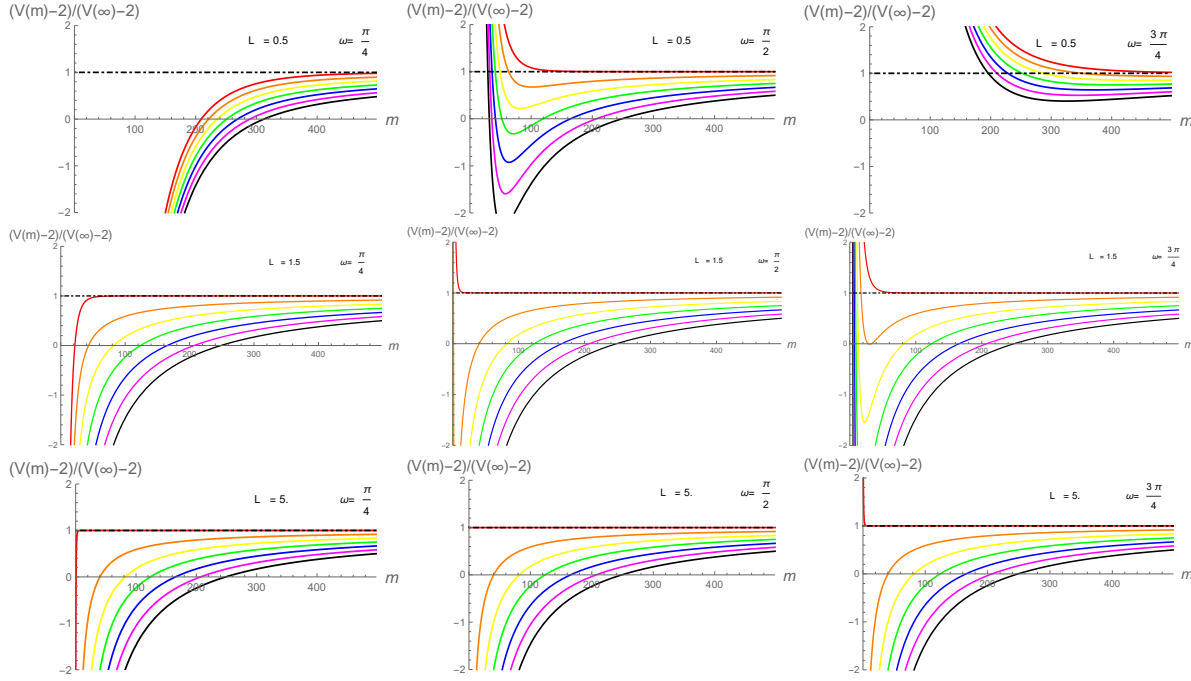 (V(m)-2)/(V(∞)-2)
L = 0.5 ω= π/4
2
1
0
-1
-2
100 200 300 400
m
(V(m)-2)/(V(∞)-2)
L = 0.5 ω= π/2
2
1
0
-1
-2
100 200 300 400
m
(V(m)-2)/(V(∞)-2)
L = 0.5 ω= 3π/4
2
1
0
-1
-2
100 200 300 400
m
(V(m)-2)/(V(∞)-2)
L = 1.5 ω= π/4
2
1
0
-1
-2
100 200 300 400
m
(V(m)-2)/(V(∞)-2)
L = 1.5 ω= π/2
2
1
0
-1
-2
100 200 300 400
m
(V(m)-2)/(V(∞)-2)
L = 1.5 ω= 3π/4
2
1
0
-1
-2
100 200 300 400
m
(V(m)-2)/(V(∞)-2)
L = 5. ω= π/4
2
1
0
-1
-2
100 200 300 400
m
(V(m)-2)/(V(∞)-2)
L = 5. ω= π/2
2
1
0
-1
-2
100 200 300 400
m
(V(m)-2)/(V(∞)-2)
L = 5. ω= 3π/4
2
1
0
-1
-2
100 200 300 400
m